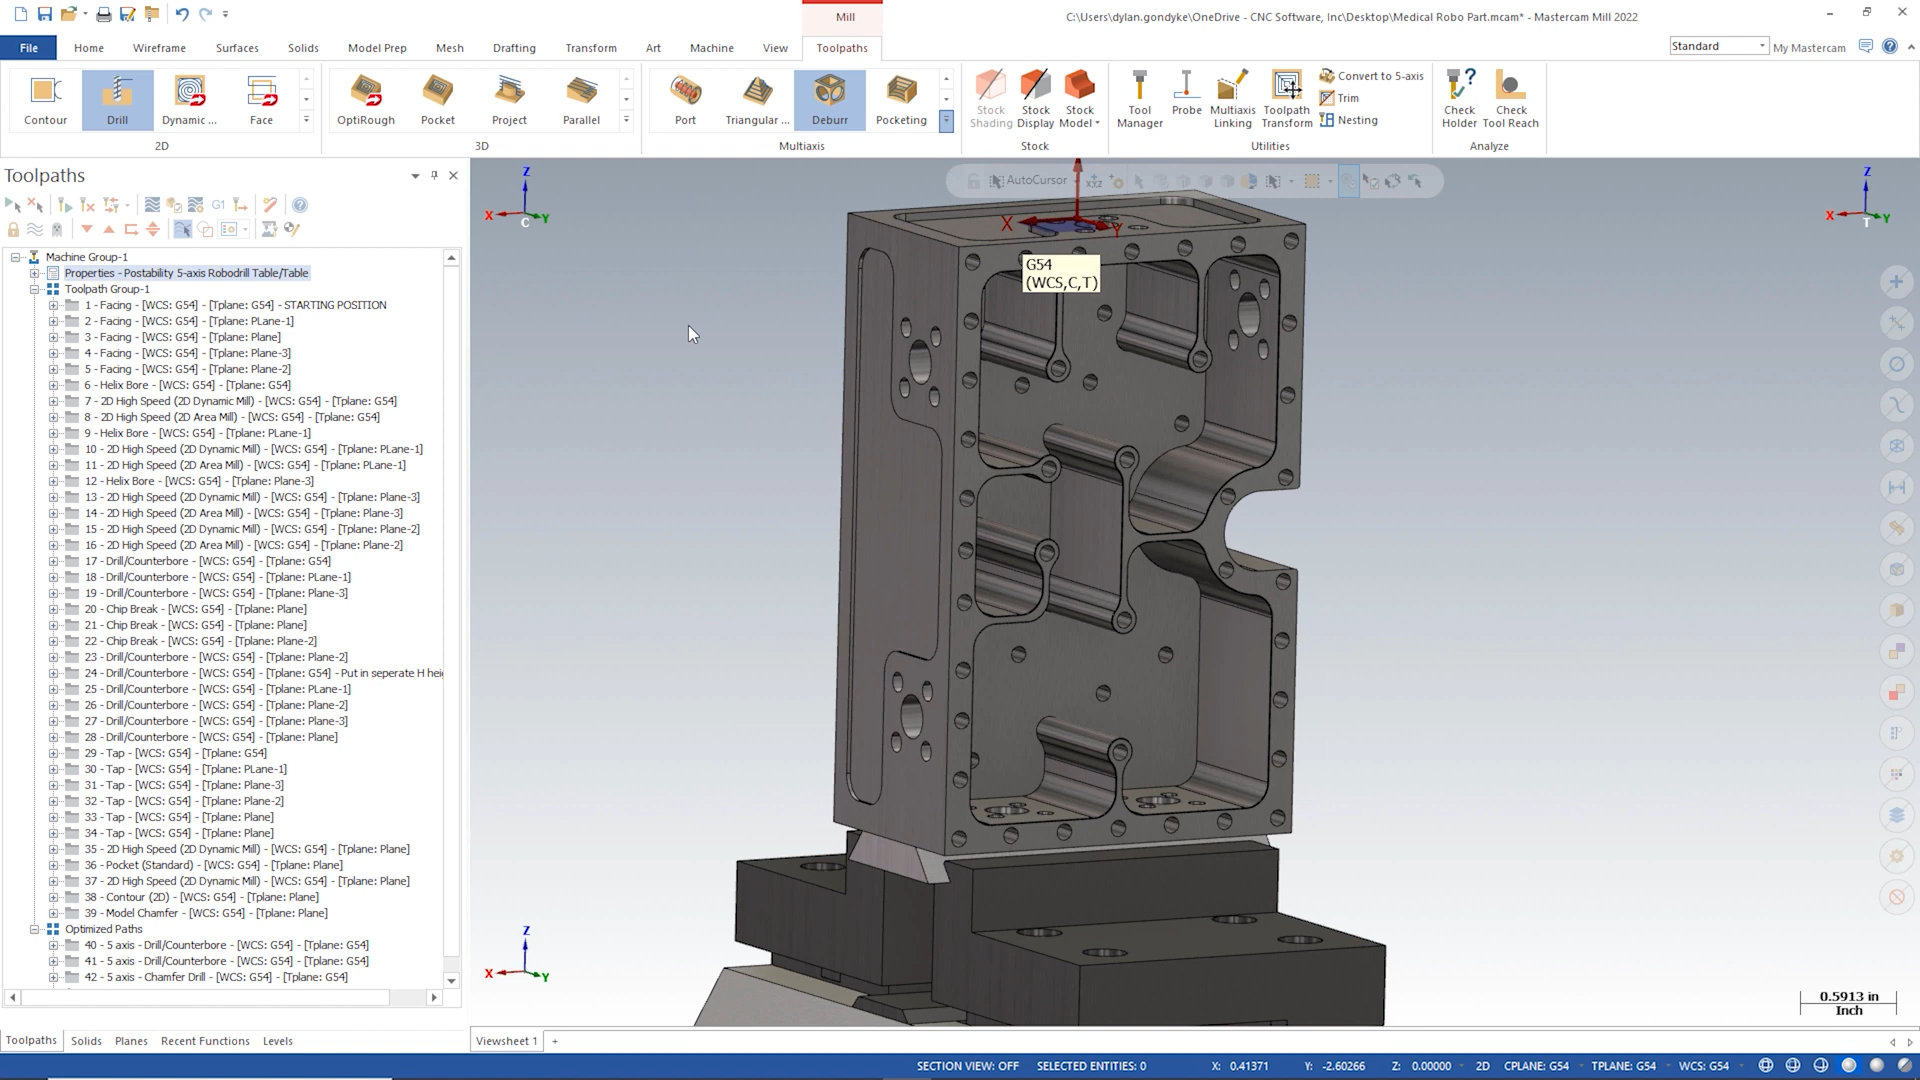 Mill
C:\Users\dylan.gondyke\OneDrive - CNC Software, Inc\Desktop\Medical Robo Part.mcam* - Mastercam Mill 2022
File Home Wireframe Surfaces Solids Model Prep Mesh Drafting Transform Art Machine View Toolpaths
Standard My Mastercam
Contour Drill Dynamic ... Face
2D
OptiRough Pocket Project Parallel
3D
Port Triangular ... Deburr Pocketing
Multiaxis
Stock Shading Stock Display Stock Model
Stock
Tool Manager Probe Multiaxis Linking Toolpath Transform Convert to 5-axis Trim Nesting
Utilities
Check Holder Check Tool Reach
Analyze
Toolpaths
G1
Machine Group-1
Properties - Postability 5-axis Robodrill Table/Table
Toolpath Group-1
1 - Facing - [WCS: G54] - [Tplane: G54] - STARTING POSITION
2 - Facing - [WCS: G54] - [Tplane: PLane-1]
3 - Facing - [WCS: G54] - [Tplane: Plane]
4 - Facing - [WCS: G54] - [Tplane: Plane-3]
5 - Facing - [WCS: G54] - [Tplane: Plane-2]
6 - Helix Bore - [WCS: G54] - [Tplane: G54]
7 - 2D High Speed (2D Dynamic Mill) - [WCS: G54] - [Tplane: G54]
8 - 2D High Speed (2D Area Mill) - [WCS: G54] - [Tplane: G54]
9 - Helix Bore - [WCS: G54] - [Tplane: PLane-1]
10 - 2D High Speed (2D Dynamic Mill) - [WCS: G54] - [Tplane: PLane-1]
11 - 2D High Speed (2D Area Mill) - [WCS: G54] - [Tplane: PLane-1]
12 - Helix Bore - [WCS: G54] - [Tplane: Plane-3]
13 - 2D High Speed (2D Dynamic Mill) - [WCS: G54] - [Tplane: Plane-3]
14 - 2D High Speed (2D Area Mill) - [WCS: G54] - [Tplane: Plane-3]
15 - 2D High Speed (2D Dynamic Mill) - [WCS: G54] - [Tplane: Plane-2]
16 - 2D High Speed (2D Area Mill) - [WCS: G54] - [Tplane: Plane-2]
17 - Drill/Counterbore - [WCS: G54] - [Tplane: G54]
18 - Drill/Counterbore - [WCS: G54] - [Tplane: PLane-1]
19 - Drill/Counterbore - [WCS: G54] - [Tplane: Plane-3]
20 - Chip Break - [WCS: G54] - [Tplane: Plane]
21 - Chip Break - [WCS: G54] - [Tplane: Plane]
22 - Chip Break - [WCS: G54] - [Tplane: Plane-2]
23 - Drill/Counterbore - [WCS: G54] - [Tplane: Plane-2]
24 - Drill/Counterbore - [WCS: G54] - [Tplane: G54] - Put in seperate H hei
25 - Drill/Counterbore - [WCS: G54] - [Tplane: PLane-1]
26 - Drill/Counterbore - [WCS: G54] - [Tplane: Plane-2]
27 - Drill/Counterbore - [WCS: G54] - [Tplane: Plane-3]
28 - Drill/Counterbore - [WCS: G54] - [Tplane: Plane]
29 - Tap - [WCS: G54] - [Tplane: G54]
30 - Tap - [WCS: G54] - [Tplane: PLane-1]
31 - Tap - [WCS: G54] - [Tplane: Plane-3]
32 - Tap - [WCS: G54] - [Tplane: Plane-2]
33 - Tap - [WCS: G54] - [Tplane: Plane]
34 - Tap - [WCS: G54] - [Tplane: Plane]
35 - 2D High Speed (2D Dynamic Mill) - [WCS: G54] - [Tplane: Plane]
36 - Pocket (Standard) - [WCS: G54] - [Tplane: Plane]
37 - 2D High Speed (2D Dynamic Mill) - [WCS: G54] - [Tplane: Plane]
38 - Contour (2D) - [WCS: G54] - [Tplane: Plane]
39 - Model Chamfer - [WCS: G54] - [Tplane: Plane]
Optimized Paths
40 - 5 axis - Drill/Counterbore - [WCS: G54] - [Tplane: G54]
41 - 5 axis - Drill/Counterbore - [WCS: G54] - [Tplane: G54]
42 - 5 axis - Chamfer Drill - [WCS: G54] - [Tplane: G54]
Toolpaths Solids Planes Recent Functions Levels
Z
X Y
C
AutoCursor
XYZ
X Y
G54
(WCS,C,T)
Z
X Y
T
Z
X Y
0.5913 in
Inch
Viewsheet 1 +
SECTION VIEW: OFF SELECTED ENTITIES: 0 X: 0.41371 Y: -2.60266 Z: 0.00000 2D CPLANE: G54 TPLANE: G54 WCS: G54